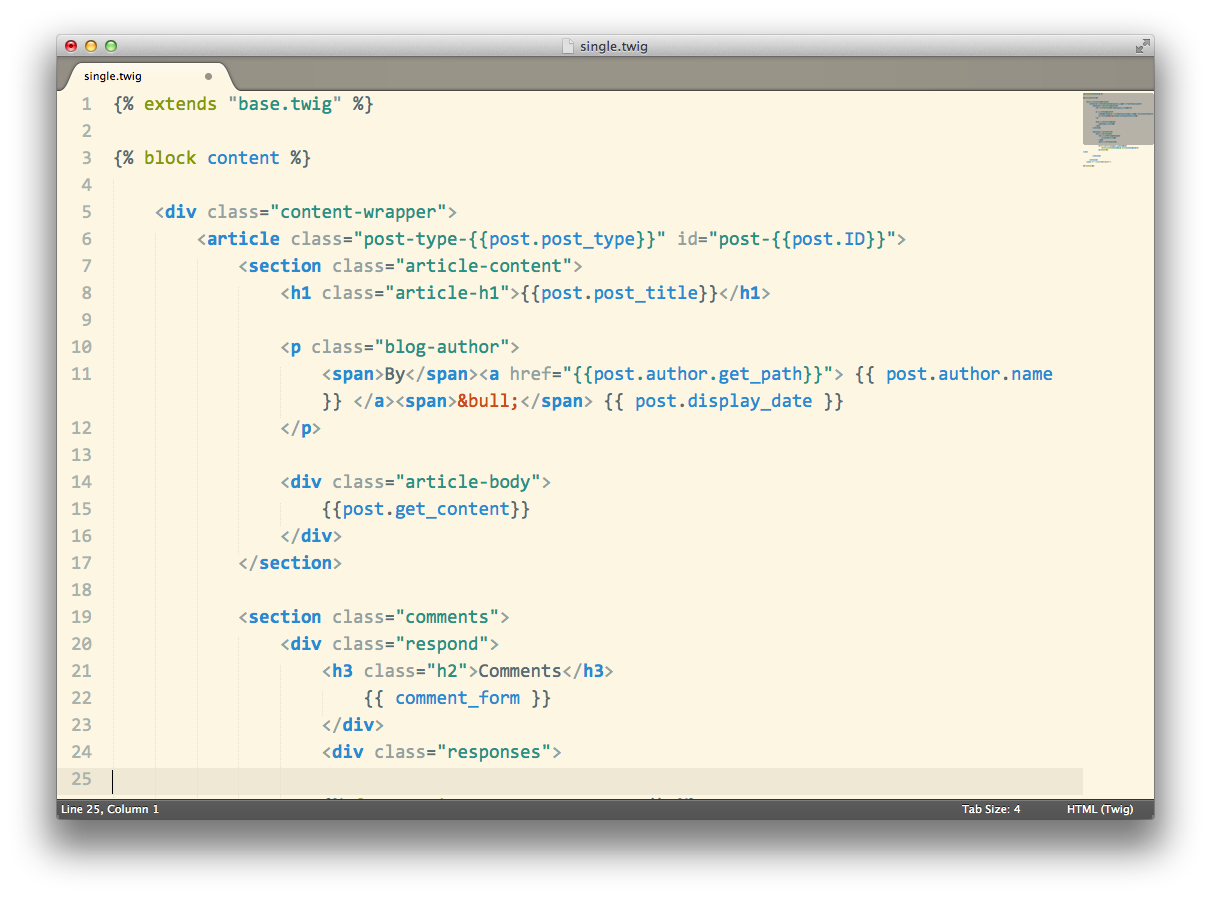 single.twig
single.twig
1 {% extends "base.twig" %}
2
3 {% block content %}
4
5 <div class="content-wrapper">
6 <article class="post-type-{{post.post_type}}" id="post-{{post.ID}}">
7 <section class="article-content">
8 <h1 class="article-h1">{{post.post_title}}</h1>
9
10 <p class="blog-author">
11 <span>By</span><a href="{{post.author.get_path}}"> {{ post.author.name
}} </a><span>&bull;</span> {{ post.display_date }}
12 </p>
13
14 <div class="article-body">
15 {{post.get_content}}
16 </div>
17 </section>
18
19 <section class="comments">
20 <div class="respond">
21 <h3 class="h2">Comments</h3>
22 {{ comment_form }}
23 </div>
24 <div class="responses">
25
Line 25, Column 1 Tab Size: 4 HTML (Twig)